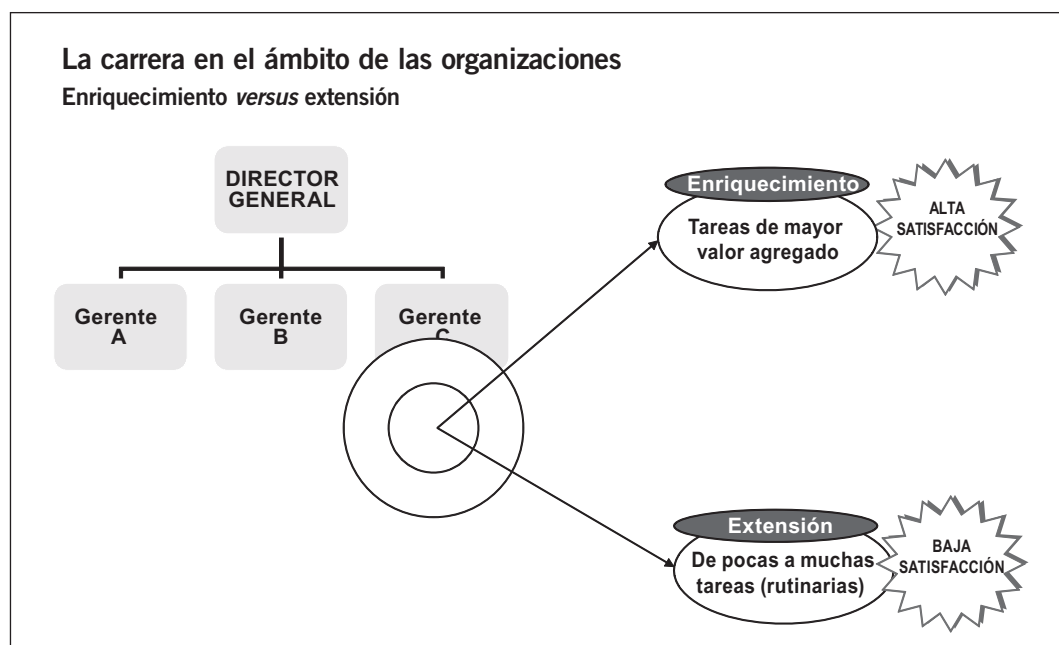 La carrera en el ámbito de las organizaciones
Enriquecimiento versus extensión
DIRECTOR
GENERAL
Gerente
A
Gerente
B
Gerente
C
Enriquecimiento
Tareas de mayor
valor agregado
ALTA
SATISFACCIÓN
Extensión
De pocas a muchas
tareas (rutinarias)
BAJA
SATISFACCIÓN